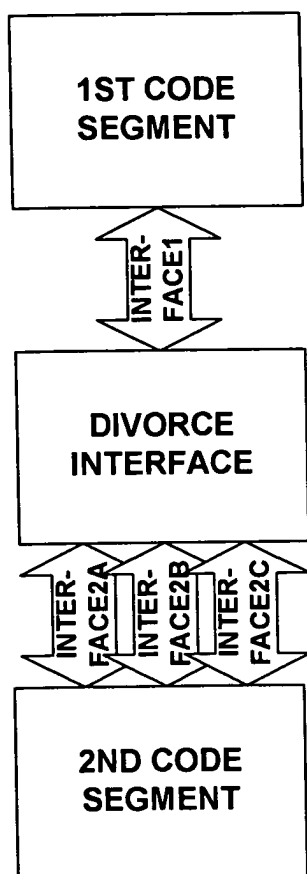 1ST CODE
SEGMENT
INTER-
FACE1
DIVORCE
INTERFACE
INTER-
FACE2A
INTER-
FACE2B
INTER-
FACE2C
2ND CODE
SEGMENT